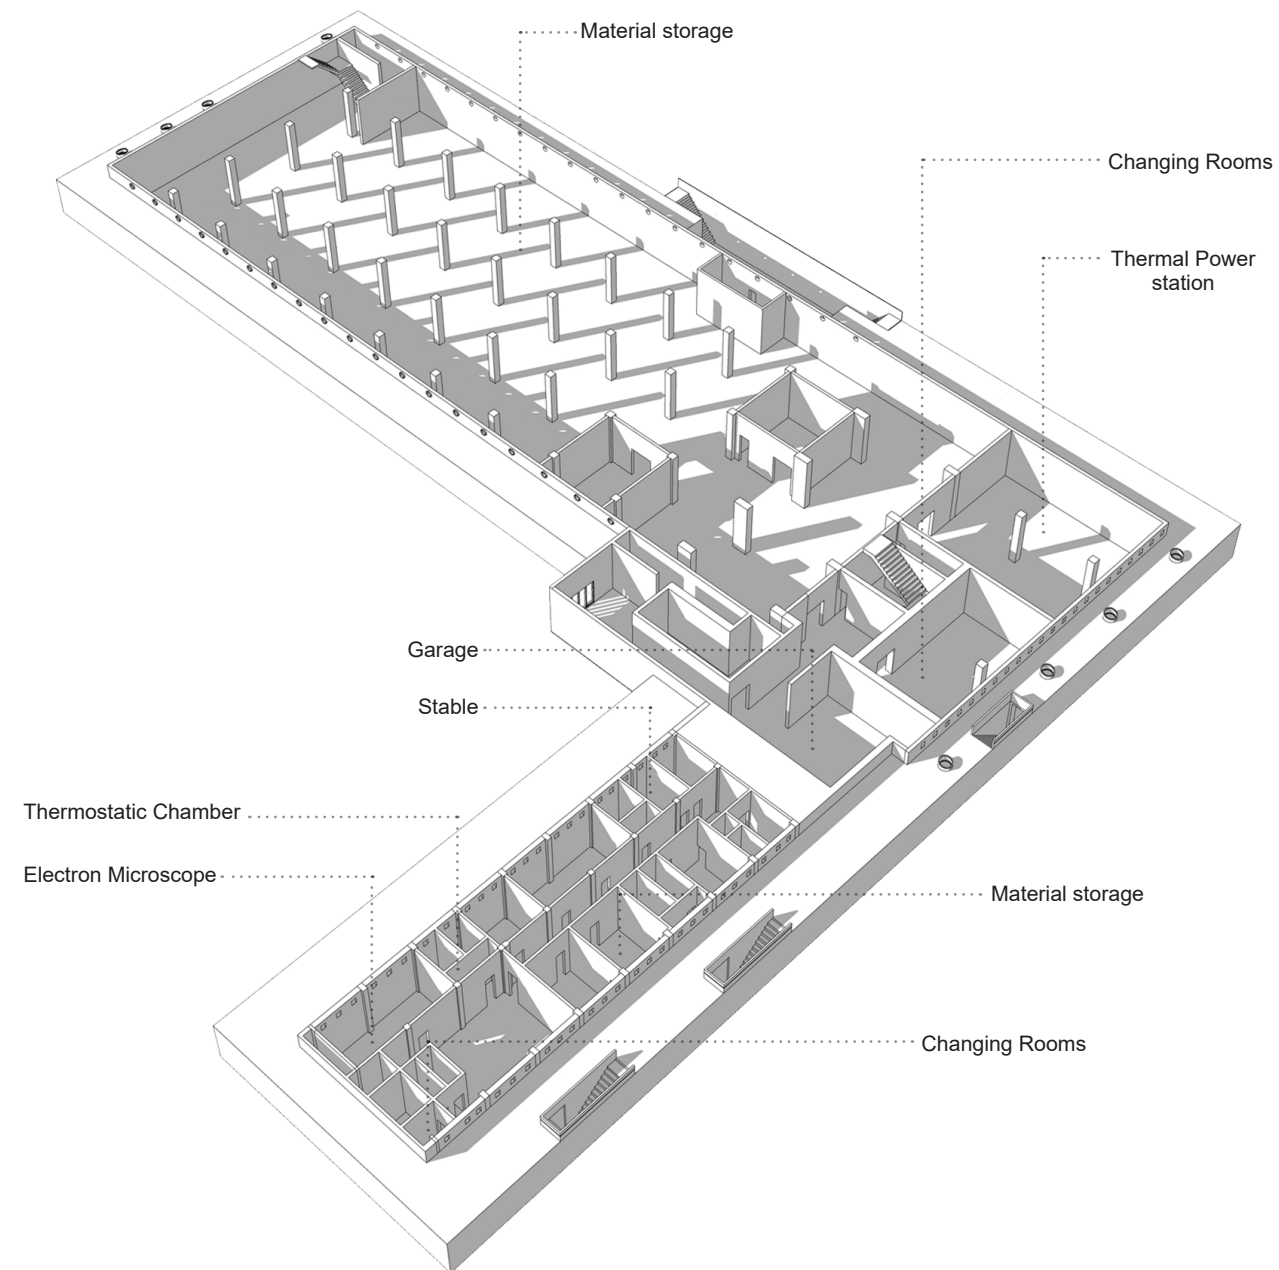 Material storage
Changing Rooms
Thermal Power
station
Garage
Stable
Thermostatic Chamber
Electron Microscope
Material storage
Changing Rooms